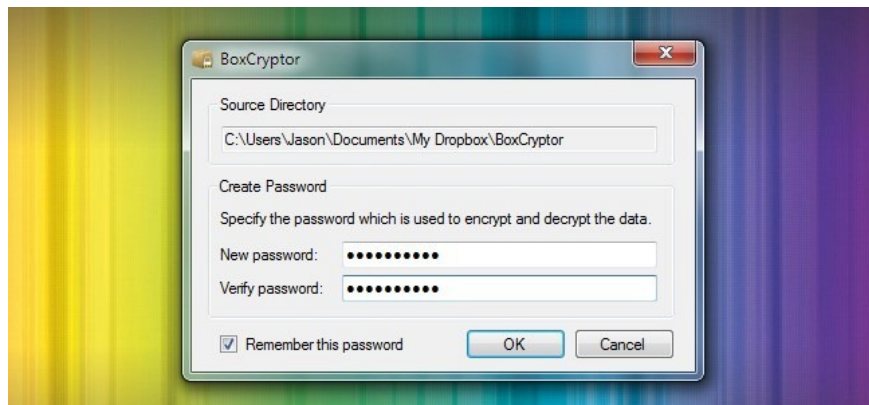 BoxCryptor
Source Directory
C:\Users\Jason\Documents\My Dropbox\BoxCryptor
Create Password
Specify the password which is used to encrypt and decrypt the data.
New password: ●●●●●●●●●●
Verify password: ●●●●●●●●●●
Remember this password OK Cancel